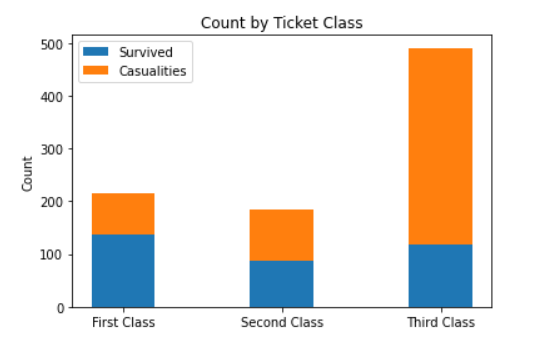 Count by Ticket Class
Survived
Casualities
Count
500
400
300
200
100
0
First Class
Second Class
Third Class